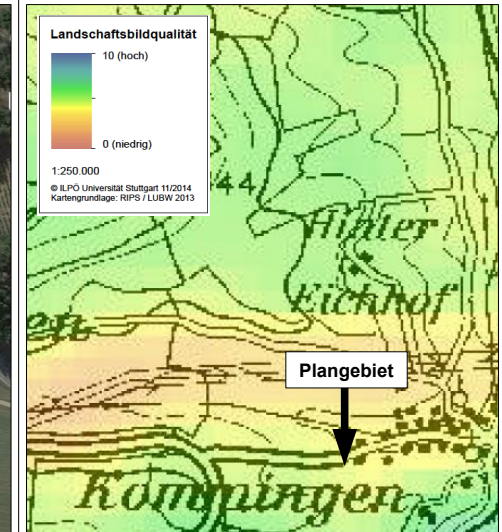 Landschaftsbildqualität
10 (hoch)
0 (niedrig)
1:250.000
© ILPÖ Universität Stuttgart 11/2014
Kartengrundlage: RIPS / LUBW 2013
44
Hinter
Eichhof
en
Plangebiet
Kommingen